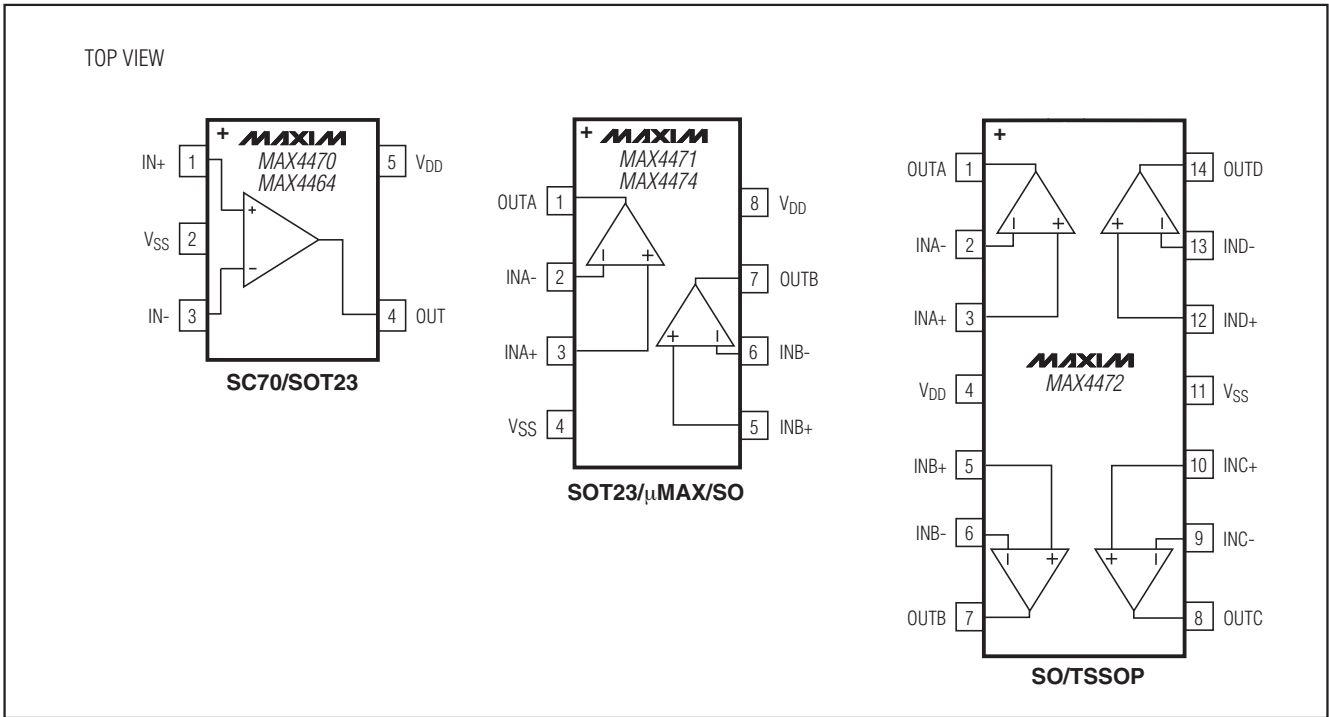 TOP VIEW
+ MAXIM
MAX4470
MAX4464
IN+ 1
VSS 2
IN- 3
5 VDD
4 OUT
+
−
SC70/SOT23
+ MAXIM
MAX4471
MAX4474
OUTA 1
INA- 2
INA+ 3
VSS 4
8 VDD
7 OUTB
6 INB-
5 INB+
− +
+ −
SOT23/μMAX/SO
+
OUTA 1
INA- 2
INA+ 3
VDD 4
INB+ 5
INB- 6
OUTB 7
14 OUTD
13 IND-
12 IND+
11 VSS
10 INC+
9 INC-
8 OUTC
− +
+ −
MAXIM
MAX4472
− +
+ −
SO/TSSOP